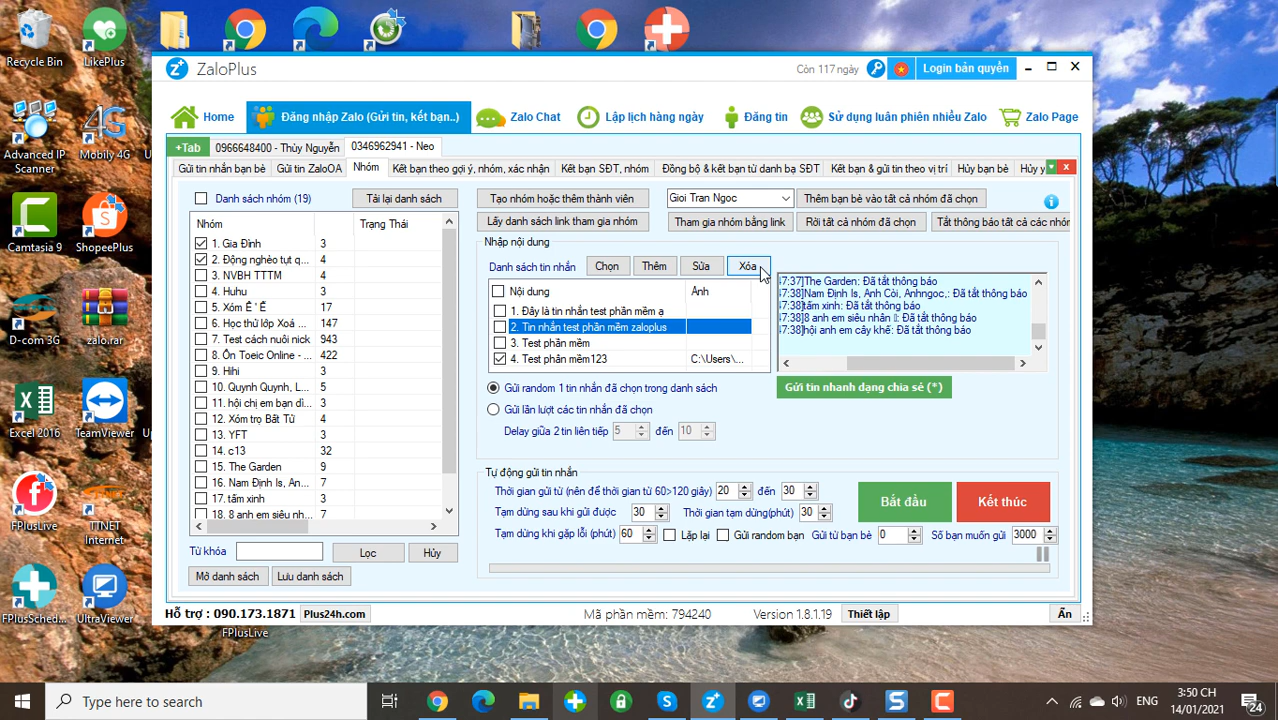 Recycle Bin
LikePlus
Advanced IP
Scanner
Mobily 4G
Camtasia 9
ShopeePlus
D-com 3G
zalo.rar
Excel 2016
TeamViewer
FPlusLive
TTNET
Internet
FPlusSched...
UltraViewer
FPlusLive
ZaloPlus
Còn 117 ngày
Login bản quyền
Home
Đăng nhập Zalo (Gửi tin, kết bạn..)
Zalo Chat
Lập lịch hàng ngày
Đăng tin
Sử dụng luân phiên nhiều Zalo
Zalo Page
+Tab
0966648400 - Thùy Nguyễn
0346962941 - Neo
Gửi tin nhắn bạn bè
Gửi tin ZaloOA
Nhóm
Kết bạn theo gợi ý, nhóm, xác nhận
Kết bạn SĐT, nhóm
Đồng bộ & kết bạn từ danh bạ SĐT
Kết bạn & gửi tin theo vị trí
Hủy bạn bè
Hủy y
Danh sách nhóm (19)
Tải lại danh sách
Nhóm
Trạng Thái
1. Gia Đình 3
2. Động nghèo tụt q... 4
3. NVBH TTTM 3
4. Huhu 3
5. Xóm Ế ' Ế 17
6. Học thử lớp Xoá ... 147
7. Test cách nuôi nick 943
8. Ôn Toeic Online - ... 422
9. Hihi 3
10. Quynh Quynh, L... 5
11. hội chị em bạn dì... 3
12. Xóm trọ Bất Tử 4
13. YFT 3
14. c13 32
15. The Garden 9
16. Nam Định Is, An... 7
17. tấm xinh 3
18. 8 anh em siêu nh... 7
Từ khóa
Lọc
Hủy
Mở danh sách
Lưu danh sách
Tạo nhóm hoặc thêm thành viên
Gioi Tran Ngoc
Thêm bạn bè vào tất cả nhóm đã chọn
Lấy danh sách link tham gia nhóm
Tham gia nhóm bằng link
Rời tất cả nhóm đã chọn
Tắt thông báo tất cả các nhóm
Nhập nội dung
Danh sách tin nhắn
Chọn
Thêm
Sửa
Xóa
Nội dung
Ảnh
1. Đây là tin nhắn test phần mềm ạ
2. Tin nhắn test phần mềm zaloplus
3. Test phần mềm
4. Test phần mềm123 C:\Users\...
47:37]The Garden: Đã tắt thông báo
47:38]Nam Định Is, Anh Còi, Anhngoc,: Đã tắt thông báo
47:38]tấm xinh: Đã tắt thông báo
47:38]8 anh em siêu nhân : Đã tắt thông báo
47:38]hội anh em cây khế: Đã tắt thông báo
Gửi random 1 tin nhắn đã chọn trong danh sách
Gửi tin nhanh dạng chia sẻ (*)
Gửi lần lượt các tin nhắn đã chọn
Delay giữa 2 tin liên tiếp 5 đến 10
Tự động gửi tin nhắn
Thời gian gửi từ (nên để thời gian từ 60>120 giây) 20 đến 30
Tạm dừng sau khi gửi được 30 Thời gian tạm dừng(phút) 30
Tạm dừng khi gặp lỗi (phút) 60 Lặp lại Gửi random bạn Gửi từ bạn bè 0 Số bạn muốn gửi 3000
Bắt đầu
Kết thúc
Hỗ trợ : 090.173.1871
Plus24h.com
Mã phần mềm: 794240
Version 1.8.1.19
Thiết lập
Ẩn
Type here to search
ENG
3:50 CH
14/01/2021
24